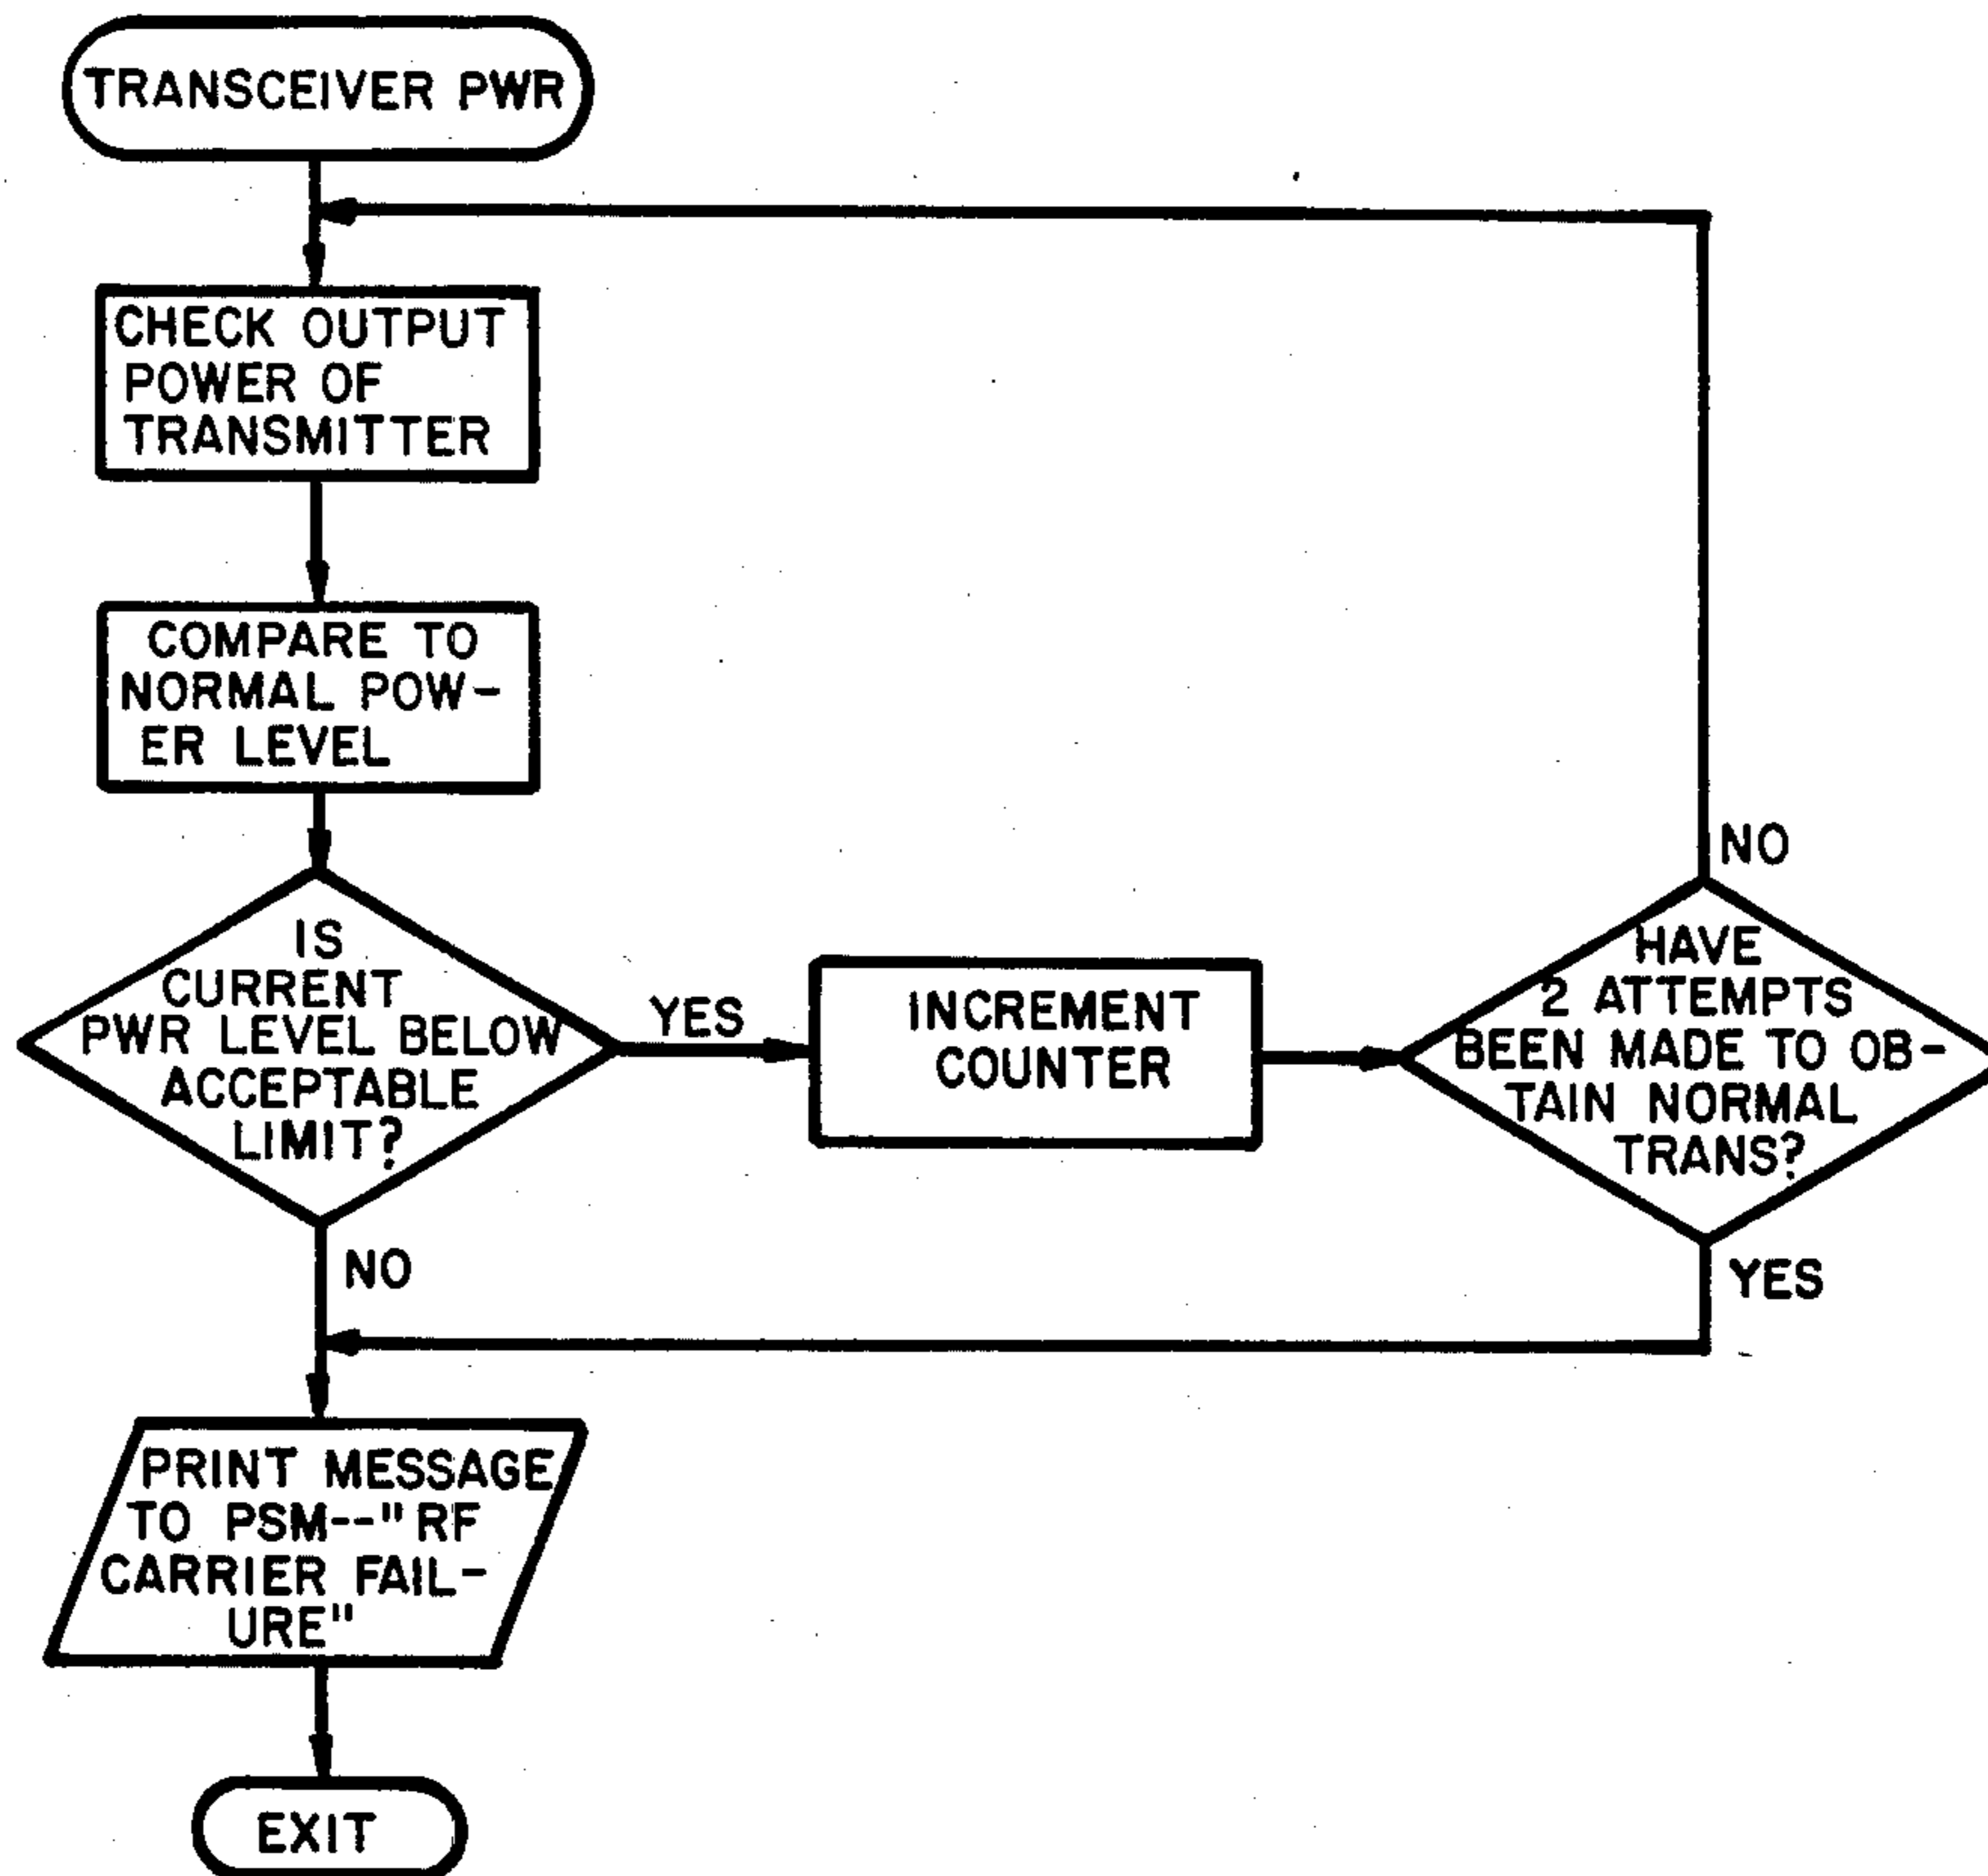 TRANSCEIVER PWR
CHECK OUTPUT
POWER OF
TRANSMITTER
COMPARE TO
NORMAL POW-
ER LEVEL
IS
CURRENT
PWR LEVEL BELOW
ACCEPTABLE
LIMIT?
YES
INCREMENT
COUNTER
HAVE
2 ATTEMPTS
BEEN MADE TO OB-
TAIN NORMAL
TRANS?
NO
YES
NO
PRINT MESSAGE
TO PSM--"RF
CARRIER FAIL-
URE"
EXIT